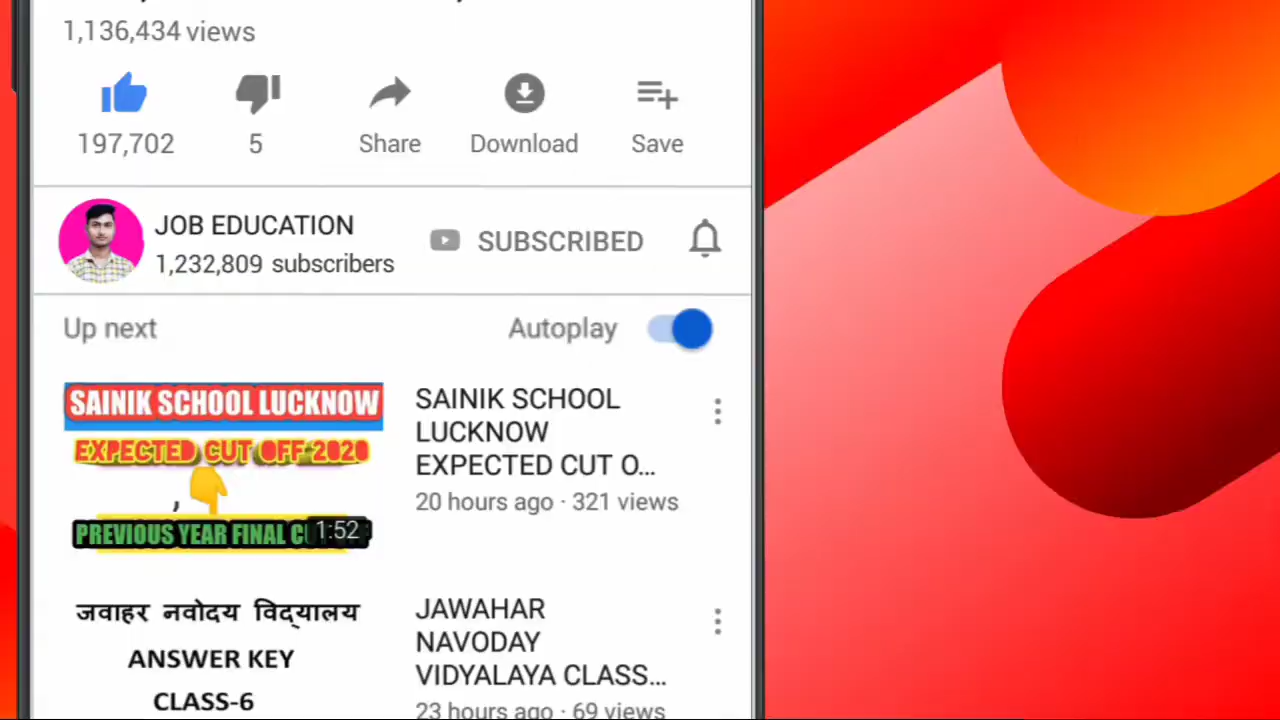 1,136,434 views
197,702
5
Share
Download
Save
JOB EDUCATION
1,232,809 subscribers
SUBSCRIBED
Up next
Autoplay
SAINIK SCHOOL LUCKNOW
EXPECTED CUT OFF 2020
,
PREVIOUS YEAR FINAL
1:52
SAINIK SCHOOL
LUCKNOW
EXPECTED CUT O...
20 hours ago · 321 views
जवाहर नवोदय विद्यालय
ANSWER KEY
CLASS-6
JAWAHAR
NAVODAY
VIDYALAYA CLASS...
23 hours ago · 69 views